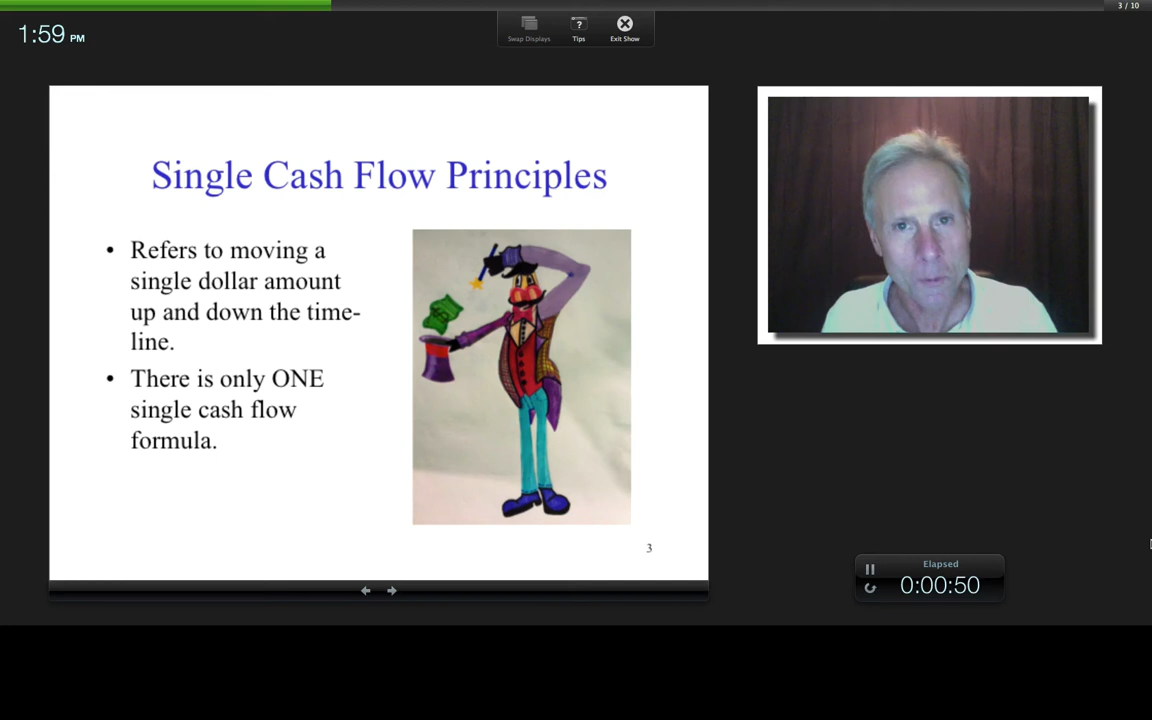 3 / 10
1:59 PM
Swap Displays
?
Tips
Exit Show
Single Cash Flow Principles
• Refers to moving a
single dollar amount
up and down the time-
line.
• There is only ONE
single cash flow
formula.
3
Elapsed
0:00:50